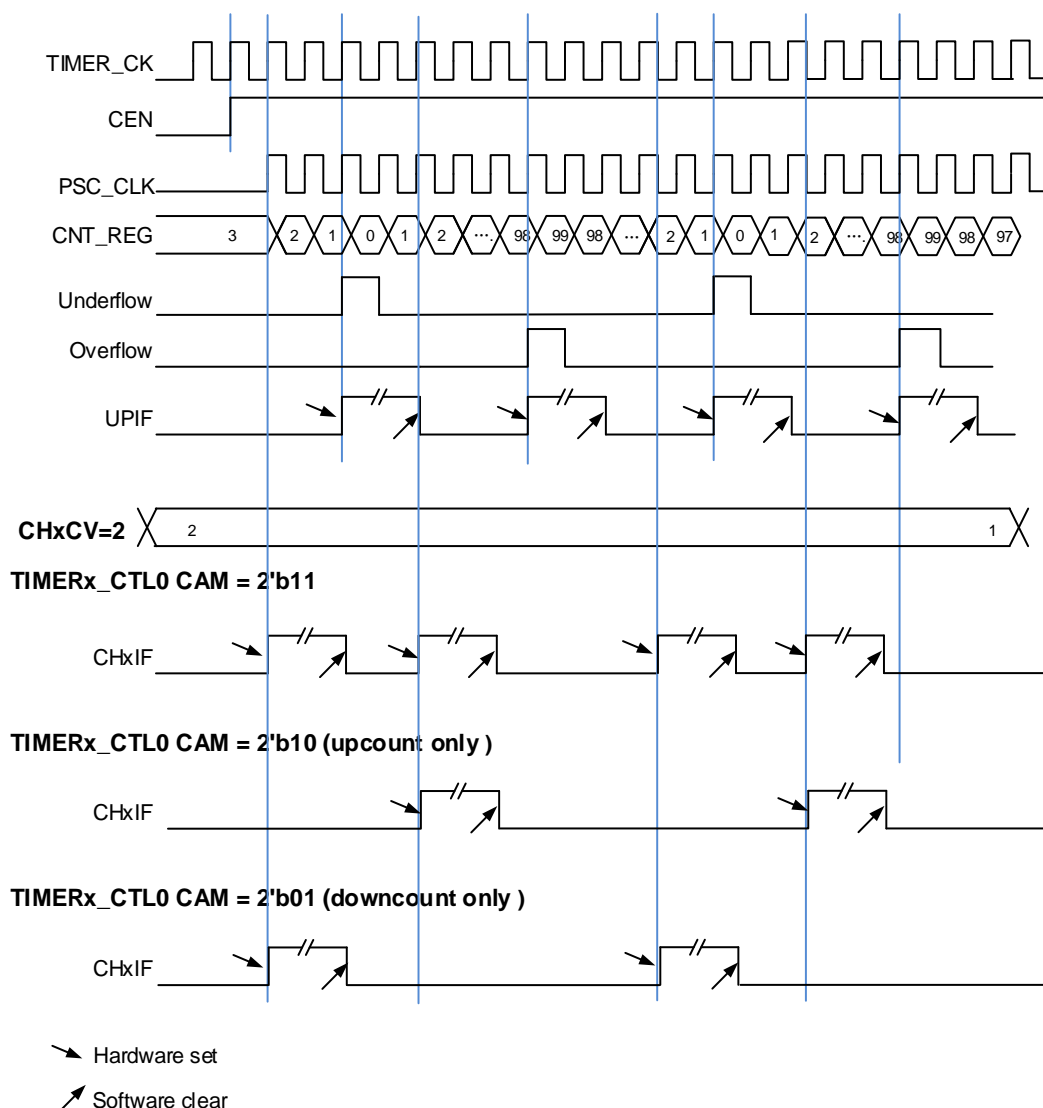 TIMER_CK
CEN
PSC_CLK
CNT_REG 3 2 1 0 1 2 .... 98 99 98 ... 2 1 0 1 2 .... 98 99 98 97
Underflow
Overflow
UPIF
CHxCV=2 2 1
TIMERx_CTL0 CAM = 2'b11
CHxIF
TIMERx_CTL0 CAM = 2'b10 (upcount only )
CHxIF
TIMERx_CTL0 CAM = 2'b01 (downcount only )
CHxIF
Hardware set
Software clear